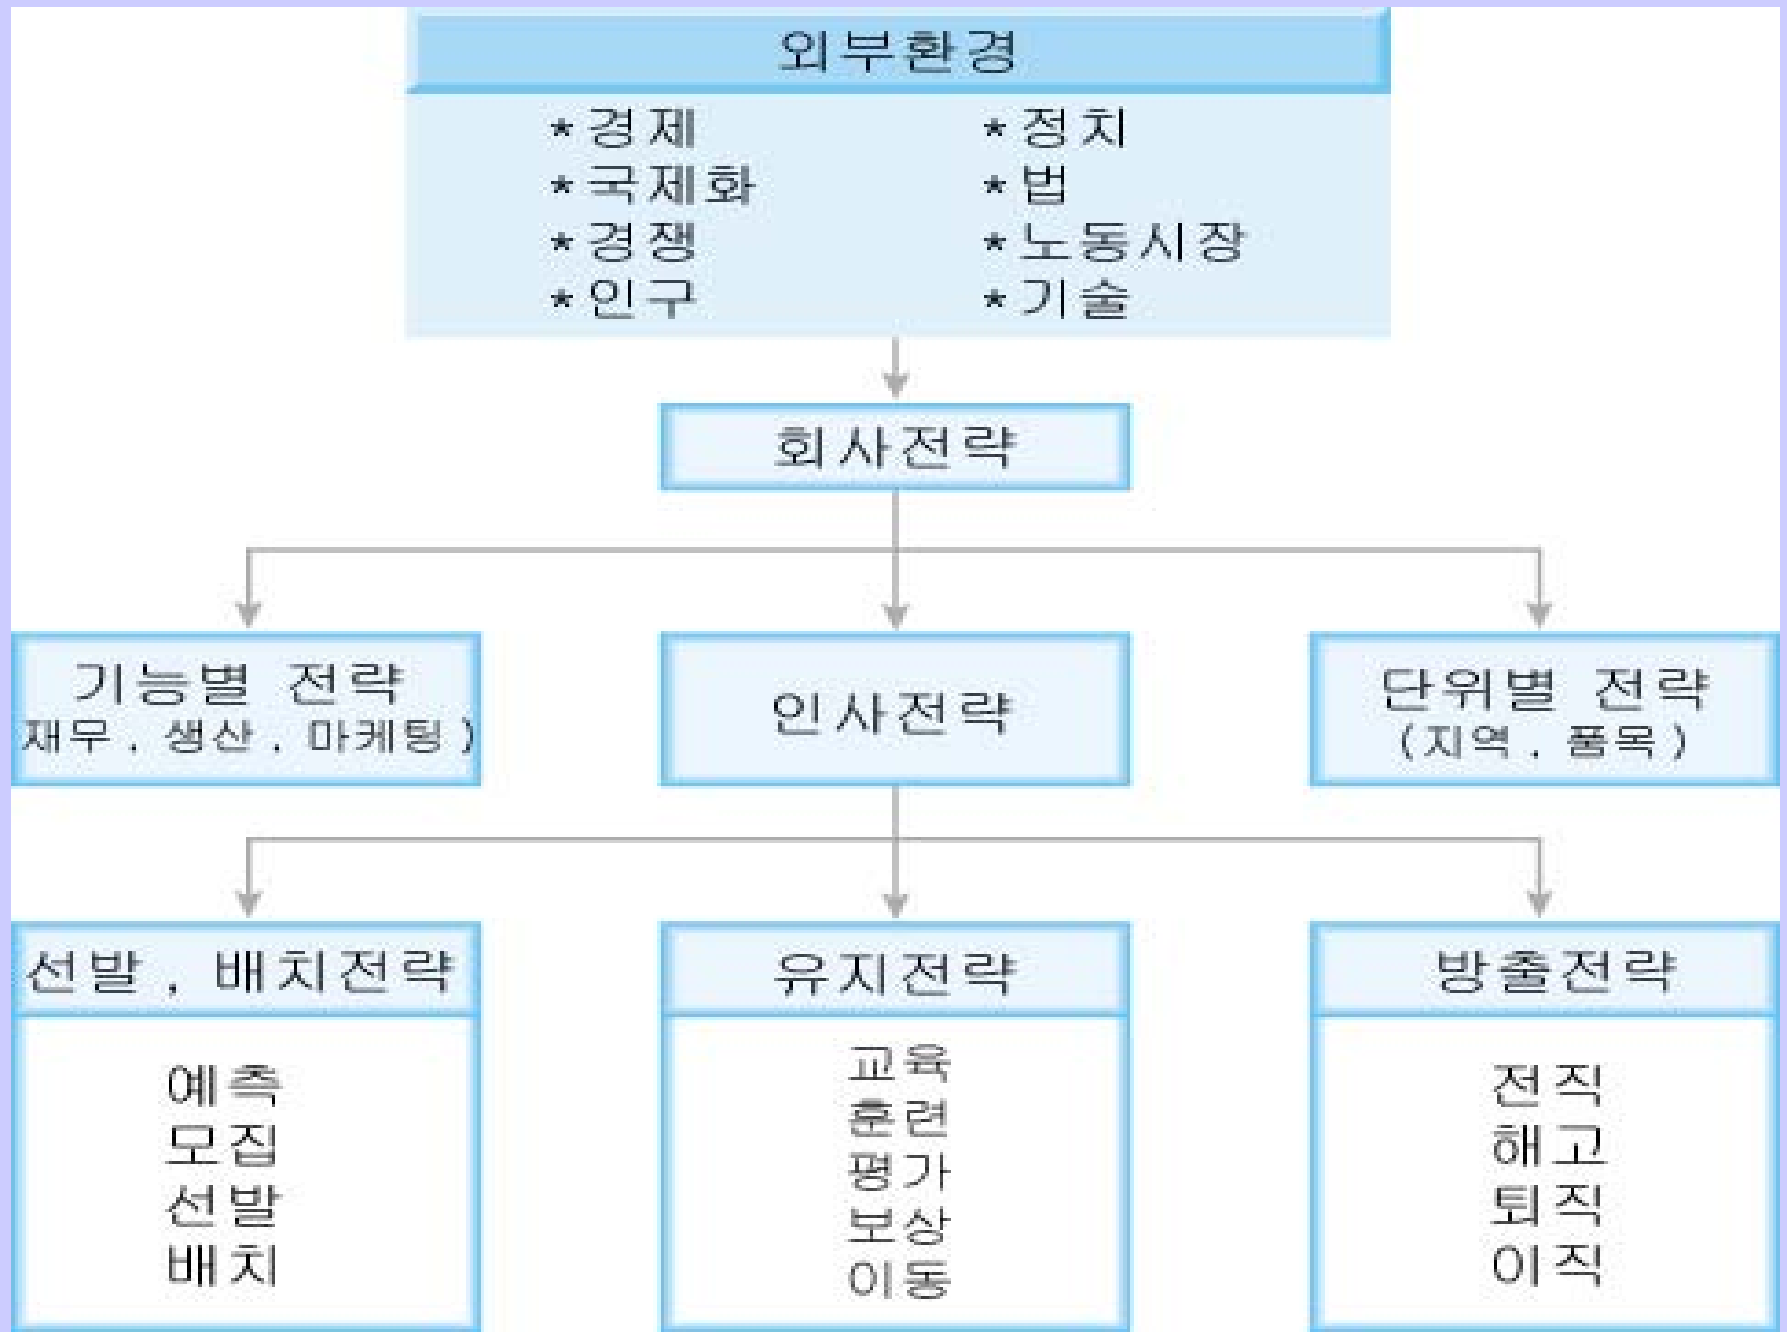 외부환경
*경제 *정치
*국제화 *법
*경쟁 *노동시장
*인구 *기술
회사전략
기능별 전략
재무 , 생산 , 마케팅 )
인사전략
단위별 전략
(지역 , 품목 )
선발 , 배치전략
예측
모집
선발
배치
유지전략
교육
훈련
평가
보상
이동
방출전략
전직
해고
퇴직
이직